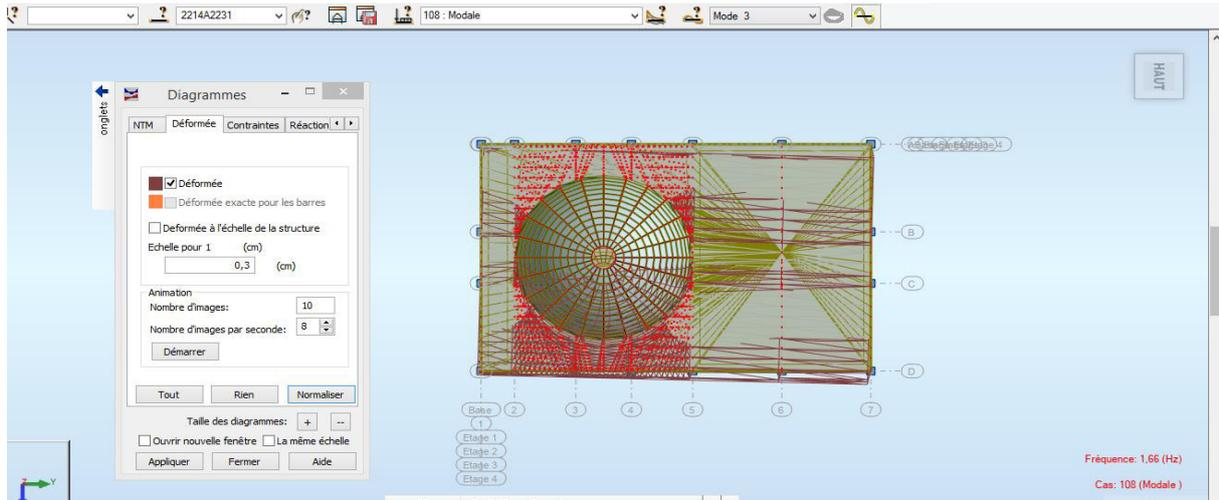 2214A2231
108 : Modale
Mode 3
HAUT
onglets
Diagrammes
NTM Déformée Contraintes Réaction
Déformée
Déformée exacte pour les barres
Deformée à l'échelle de la structure
Echelle pour 1 (cm)
0,3 (cm)
Animation
Nombre d'images: 10
Nombre d'images par seconde: 8
Démarrer
Tout Rien Normaliser
Taille des diagrammes: + --
Ouvrir nouvelle fenêtre La même échelle
Appliquer Fermer Aide
B
C
D
Base 2 3 4 5 6 7
1
Etage 1
Etage 2
Etage 3
Etage 4
Fréquence: 1,66 (Hz)
Cas: 108 (Modale )
Z Y